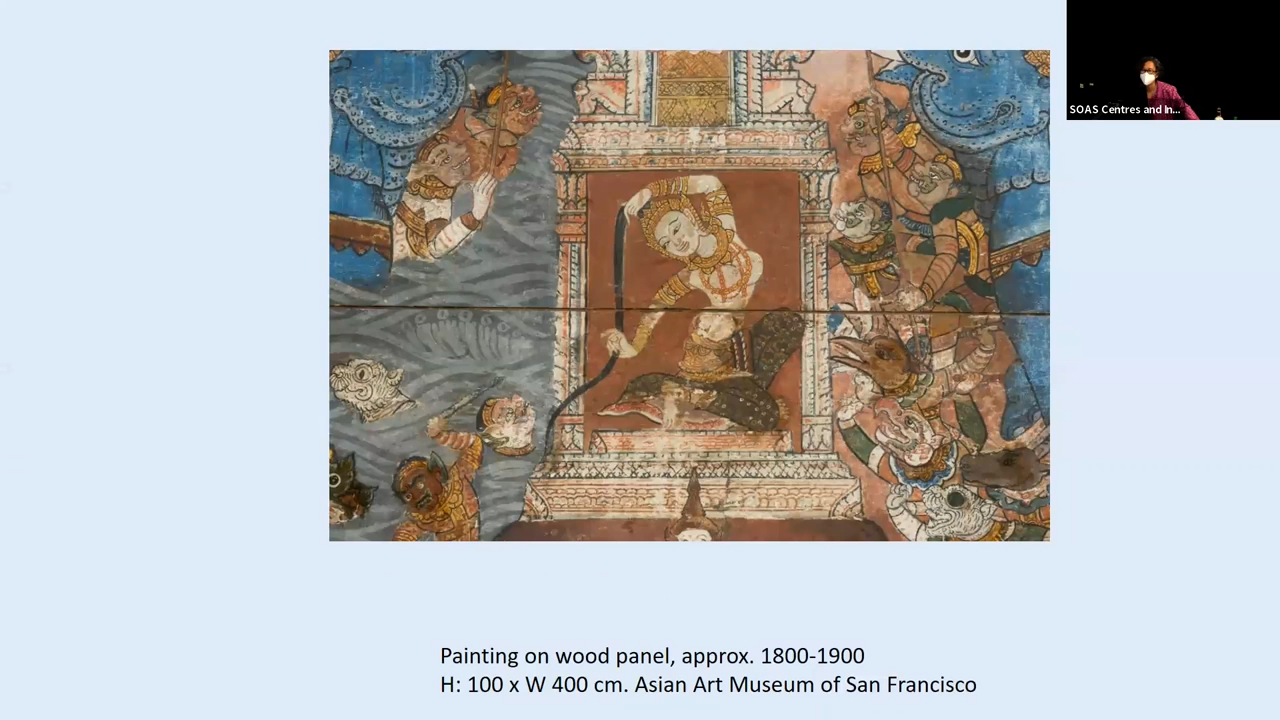 SOAS Centres and In...
Painting on wood panel, approx. 1800-1900
H: 100 x W 400 cm. Asian Art Museum of San Francisco